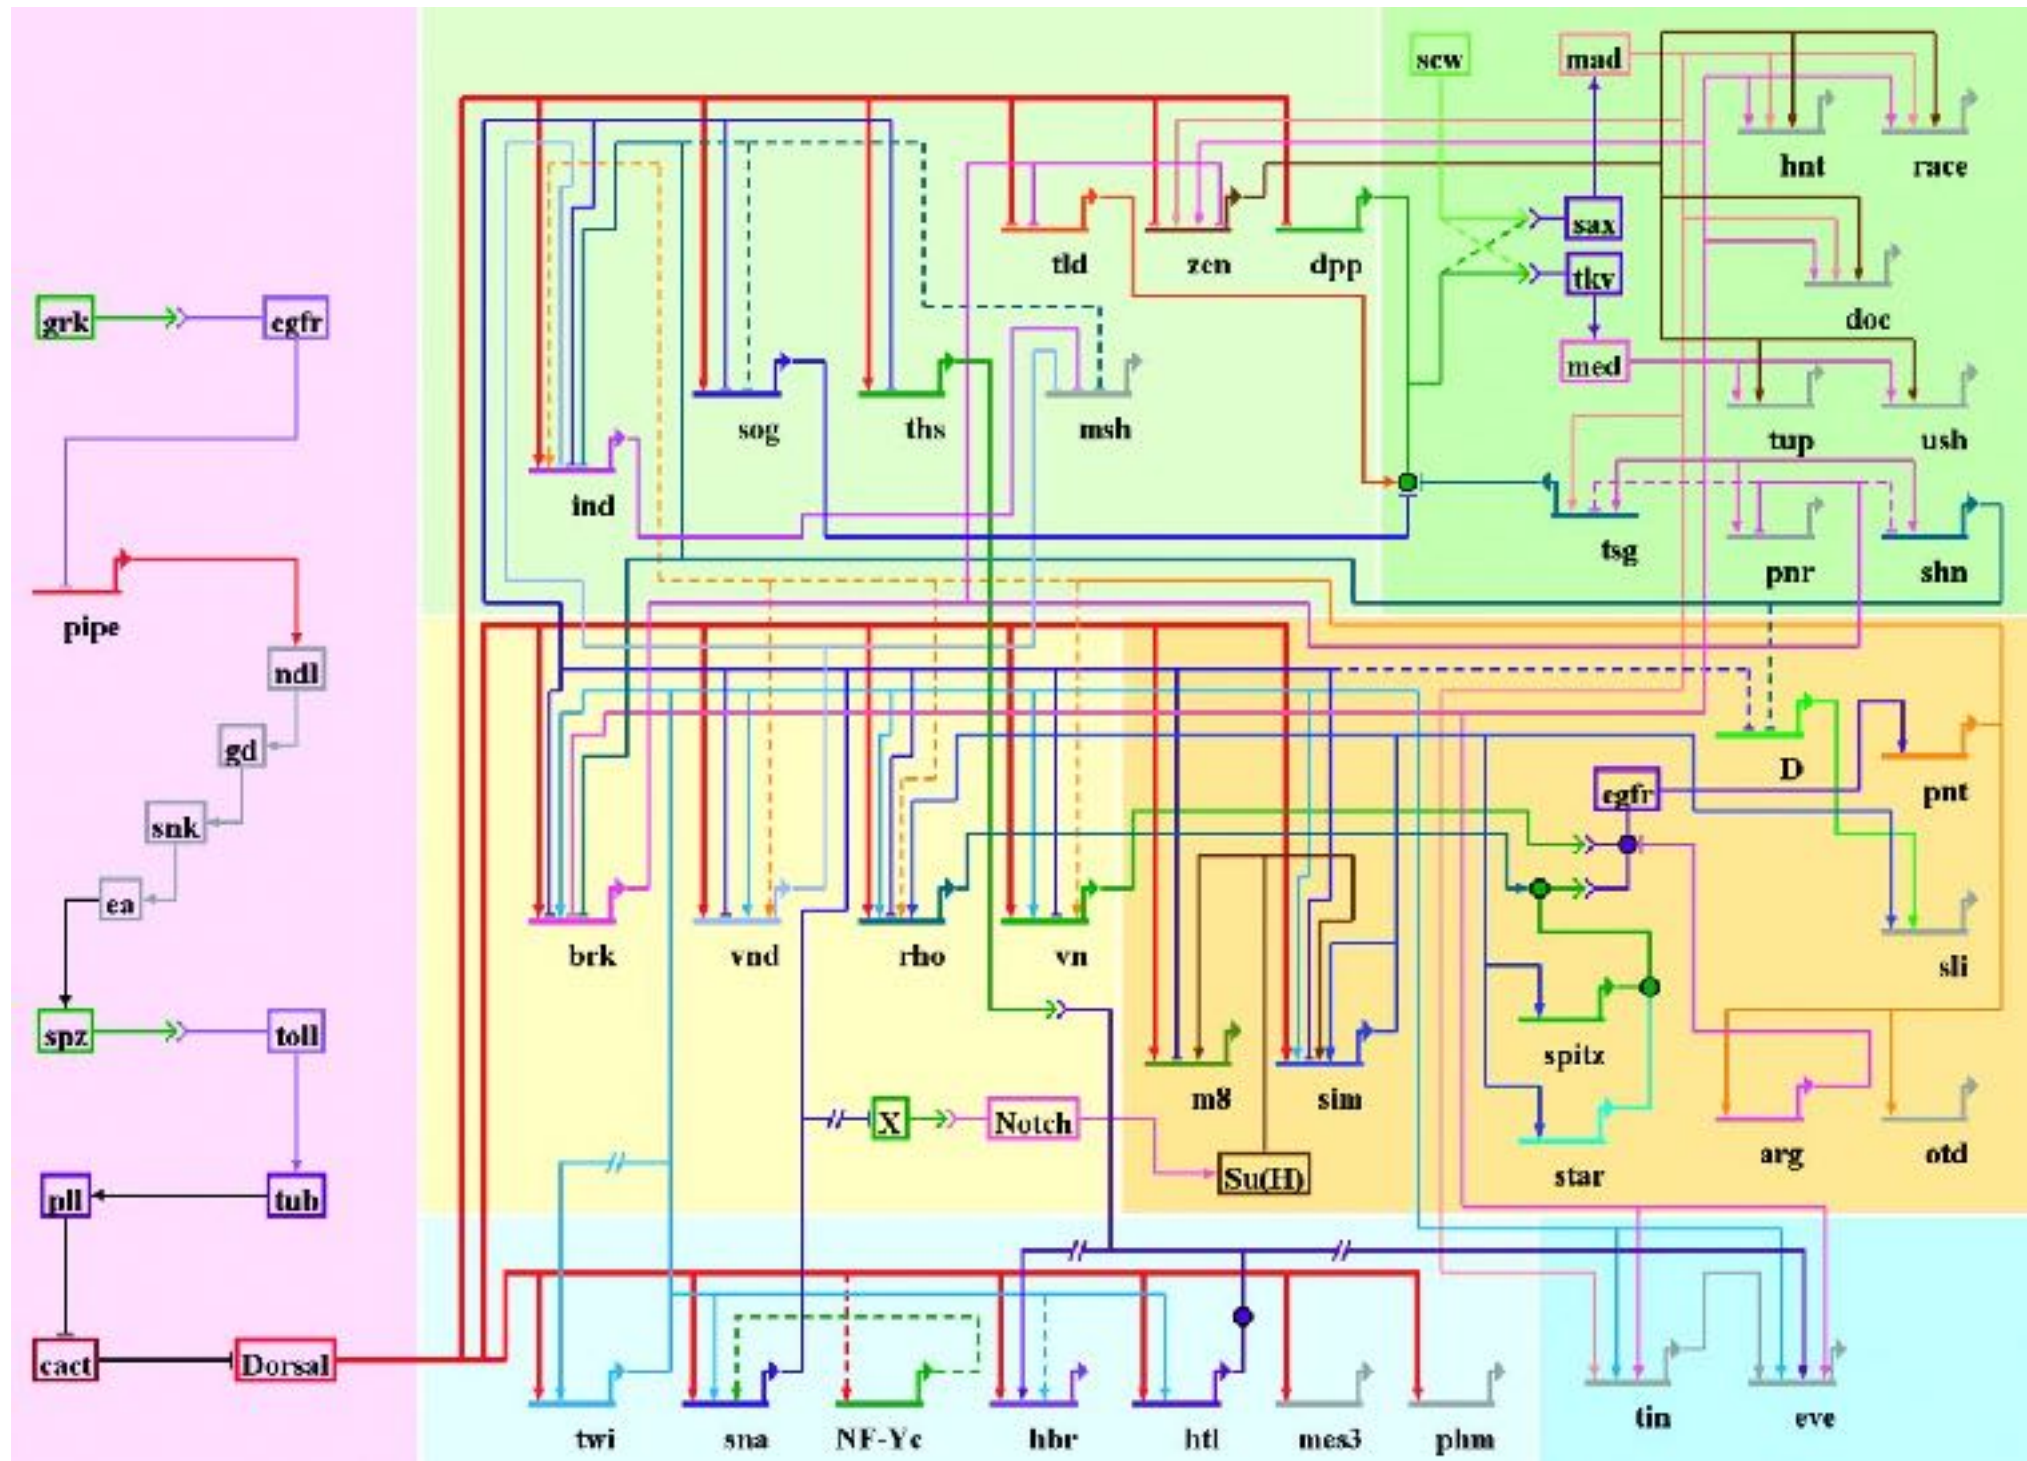 scw
mad
hnt
race
sax
tld
zen
dpp
tkv
grk
egfr
doc
med
sog
ths
msh
tup
ush
ind
tsg
pnr
shn
pipe
ndl
gd
D
egfr
pnt
snk
ea
brk
vnd
rho
vn
sli
spz
toll
spitz
m8
sim
X
Notch
arg
otd
Su(H)
star
pll
tub
cact
Dorsal
tin
eve
twi
sna
NF-Yc
hbr
htl
mes3
phm